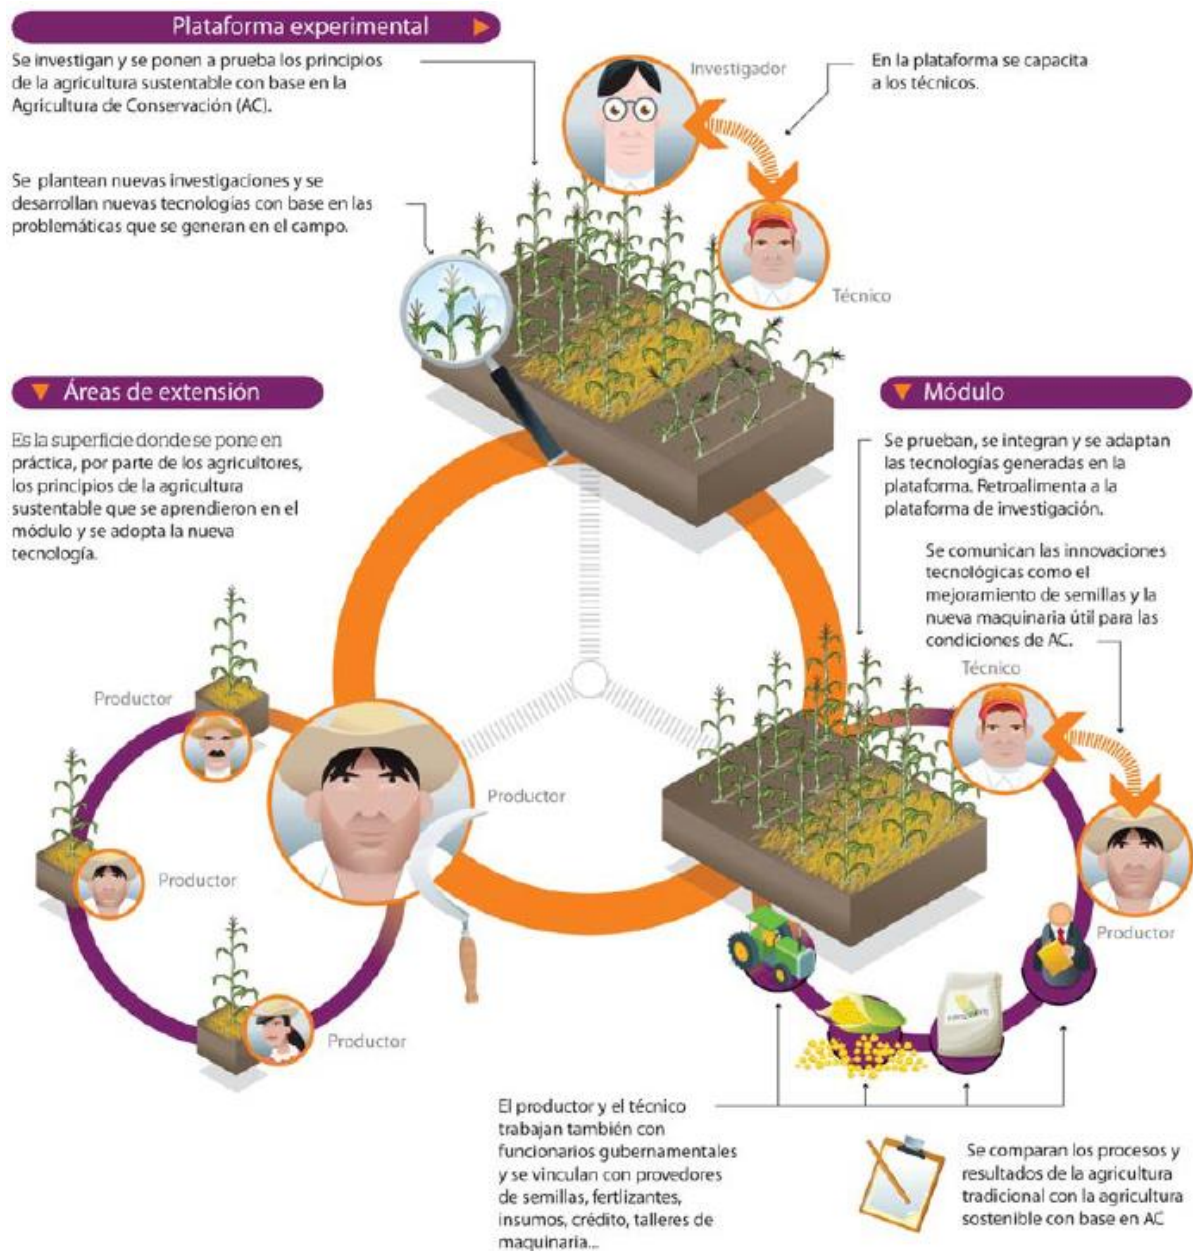 Plataforma experimental
Se investigan y se ponen a prueba los principios
de la agricultura sustentable con base en la
Agricultura de Conservación (AC).
Investigador
En la plataforma se capacita
a los técnicos.
Se plantean nuevas investigaciones y se
desarrollan nuevas tecnologías con base en las
problemáticas que se generan en el campo.
Técnico
Áreas de extensión
Es la superficie donde se pone en
práctica, por parte de los agricultores,
los principios de la agricultura
sustentable que se aprendieron en el
módulo y se adopta la nueva
tecnología.
Módulo
Se prueban, se integran y se adaptan
las tecnologías generadas en la
plataforma. Retroalimenta a la
plataforma de investigación.
Se comunican las innovaciones
tecnológicas como el
mejoramiento de semillas y la
nueva maquinaria útil para las
condiciones de AC.
Técnico
Productor
Productor
Productor
Productor
Productor
El productor y el técnico
trabajan también con
funcionarios gubernamentales
y se vinculan con provedores
de semillas, fertlizantes,
insumos, crédito, talleres de
maquinaria...
Se comparan los procesos y
resultados de la agricultura
tradicional con la agricultura
sostenible con base en AC